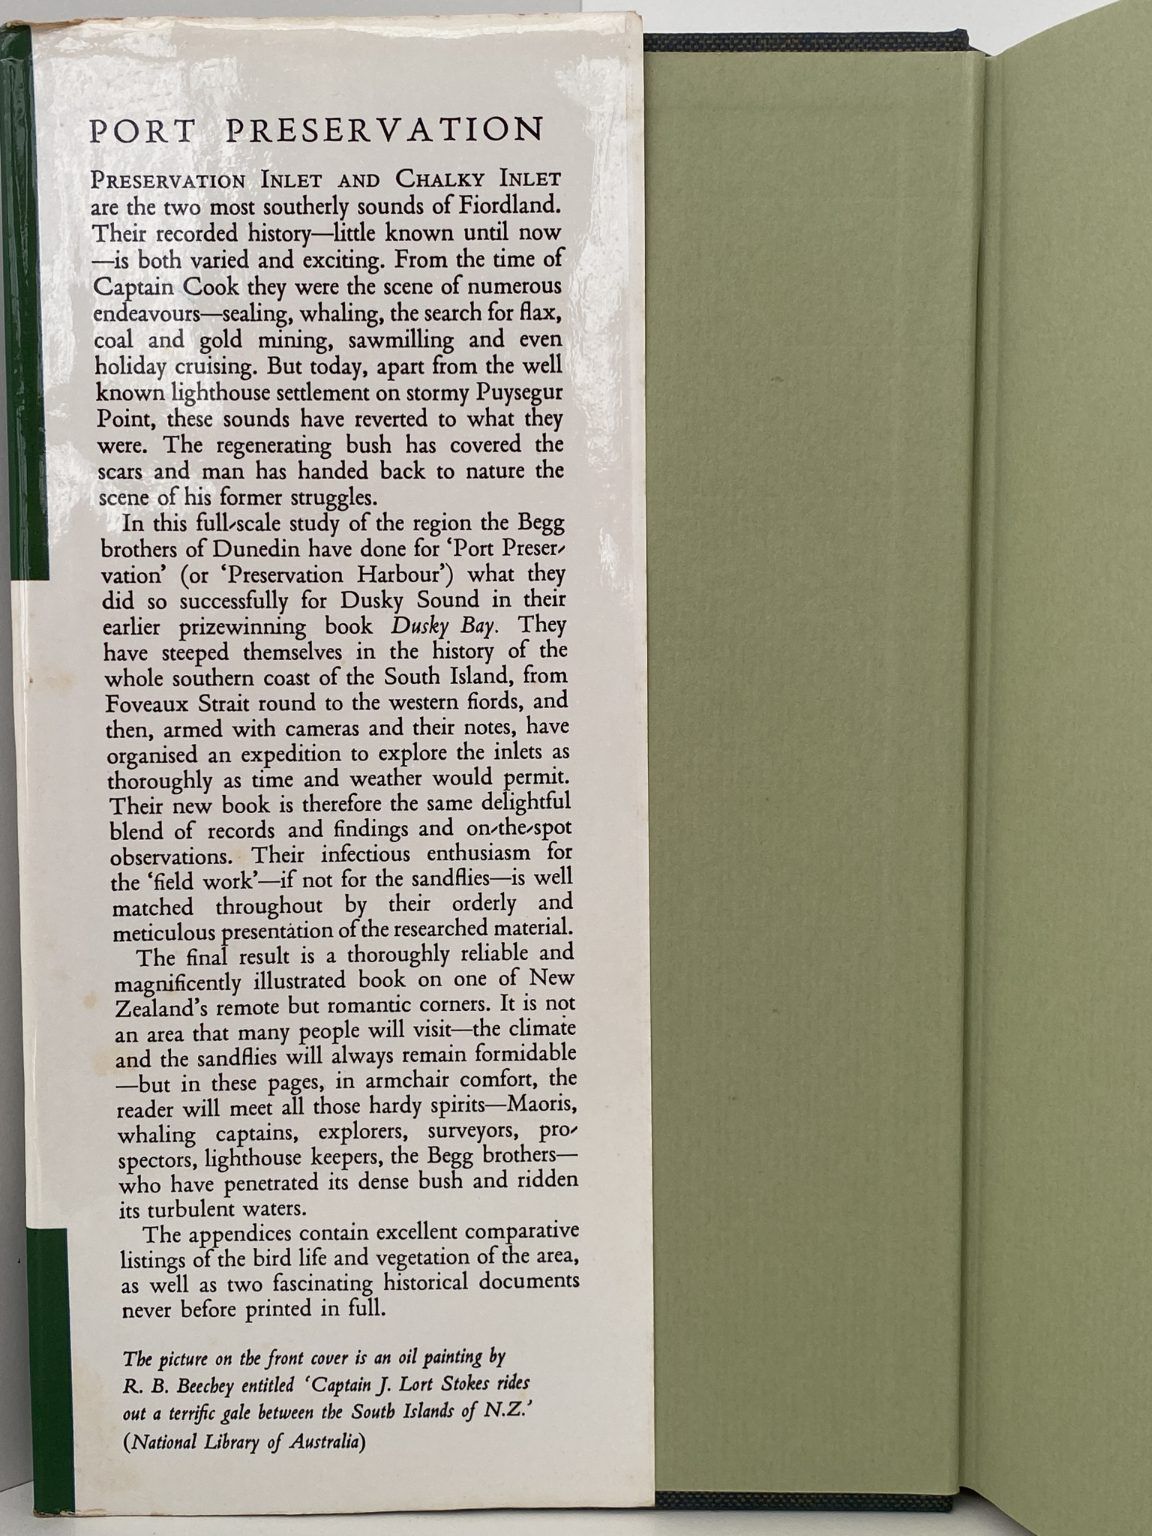 PORT PRESERVATION
PRESERVATION INLET AND CHALKY INLET
are the two most southerly sounds of Fiordland.
Their recorded history—little known until now
—is both varied and exciting. From the time of
Captain Cook they were the scene of numerous
endeavours—sealing, whaling, the search for flax,
coal and gold mining, sawmilling and even
holiday cruising. But today, apart from the well
known lighthouse settlement on stormy Puysegur
Point, these sounds have reverted to what they
were. The regenerating bush has covered the
scars and man has handed back to nature the
scene of his former struggles.
In this full-scale study of the region the Begg
brothers of Dunedin have done for ‘Port Preser-
vation’ (or ‘Preservation Harbour’) what they
did so successfully for Dusky Sound in their
earlier prizewinning book Dusky Bay. They
have steeped themselves in the history of the
whole southern coast of the South Island, from
Foveaux Strait round to the western fiords, and
then, armed with cameras and their notes, have
organised an expedition to explore the inlets as
thoroughly as time and weather would permit.
Their new book is therefore the same delightful
blend of records and findings and on-the-spot
observations. Their infectious enthusiasm for
the ‘field work’—if not for the sandflies—is well
matched throughout by their orderly and
meticulous presentation of the researched material.
The final result is a thoroughly reliable and
magnificently illustrated book on one of New
Zealand’s remote but romantic corners. It is not
an area that many people will visit—the climate
and the sandflies will always remain formidable
—but in these pages, in armchair comfort, the
reader will meet all those hardy spirits—Maoris,
whaling captains, explorers, surveyors, pro-
spectors, lighthouse keepers, the Begg brothers—
who have penetrated its dense bush and ridden
its turbulent waters.
The appendices contain excellent comparative
listings of the bird life and vegetation of the area,
as well as two fascinating historical documents
never before printed in full.
The picture on the front cover is an oil painting by
R. B. Beechey entitled ‘Captain J. Lort Stokes rides
out a terrific gale between the South Islands of N.Z.’
(National Library of Australia)